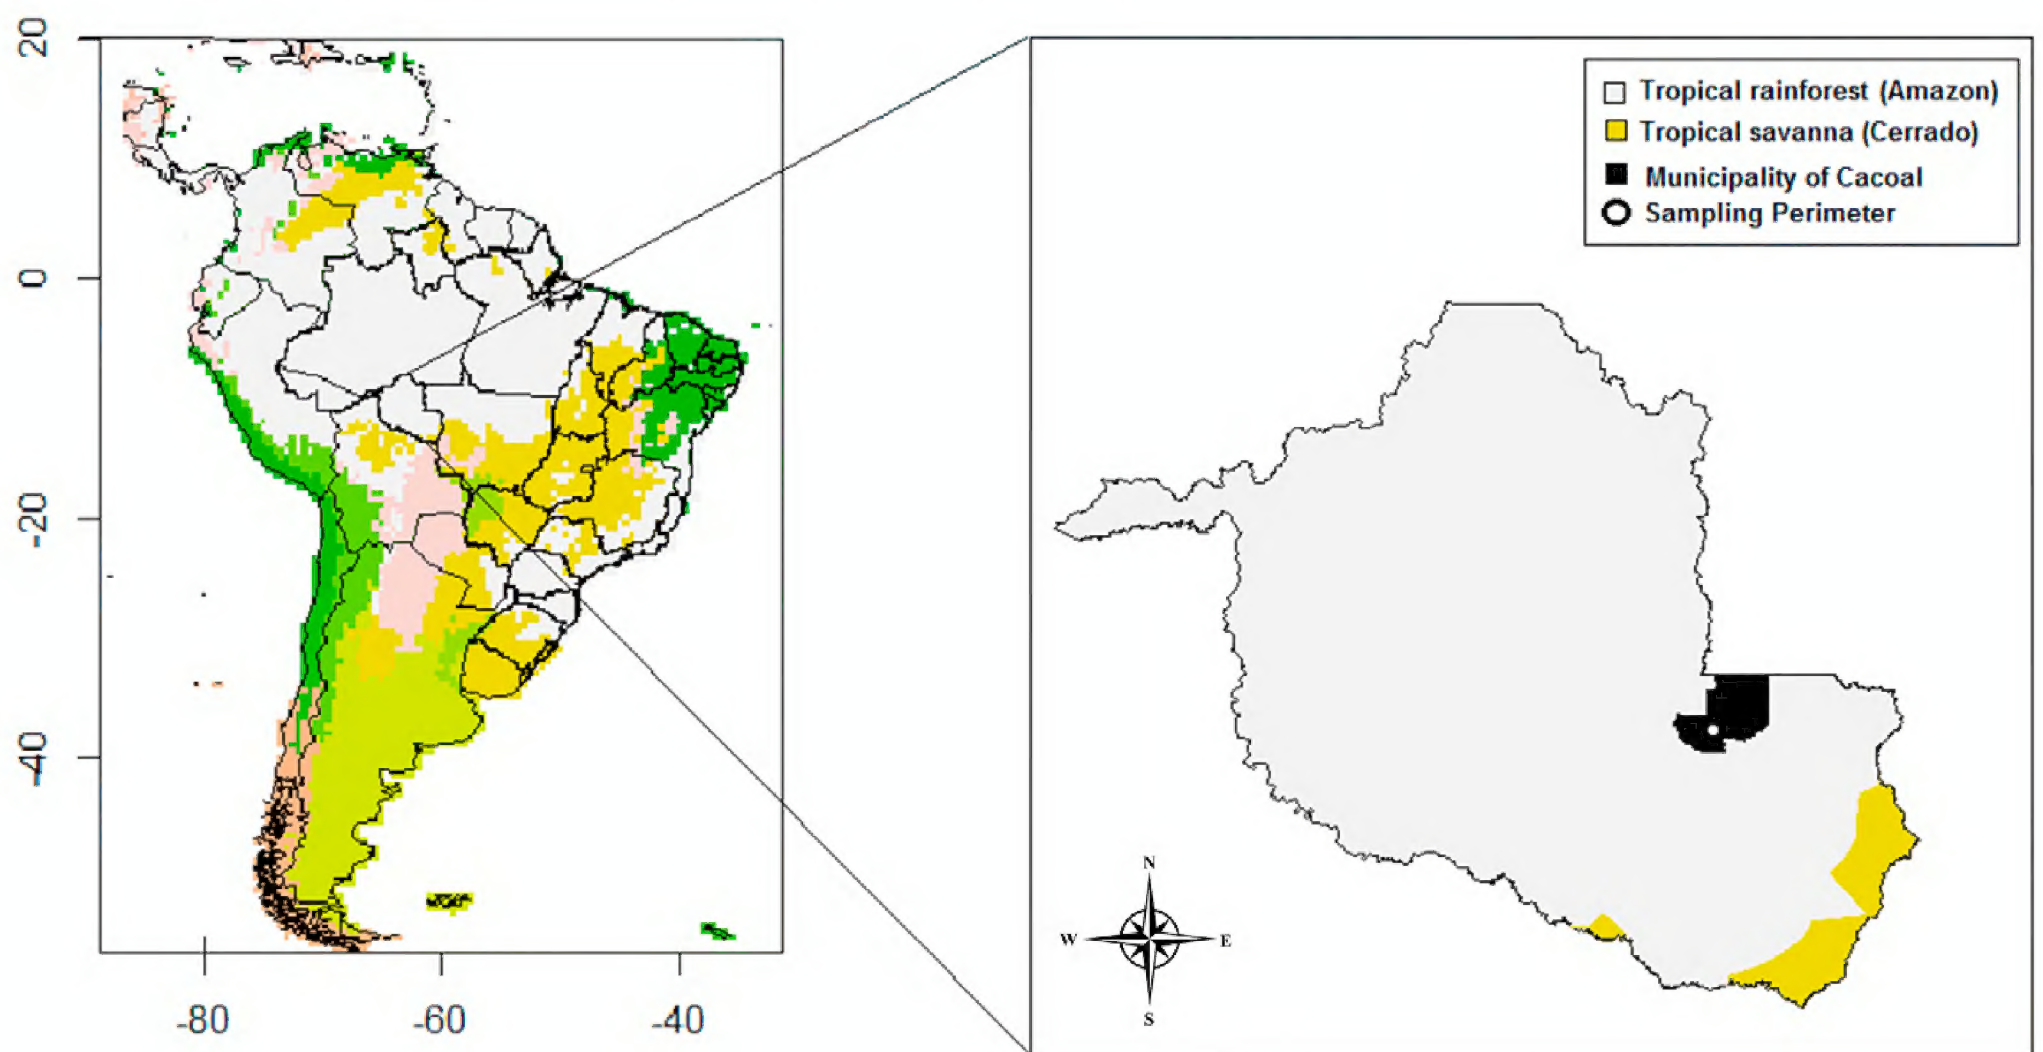 20
0
-20
-40
-80
-60
-40
Tropical rainforest (Amazon)
Tropical savanna (Cerrado)
Municipality of Cacoal
Sampling Perimeter
N
W
E
S